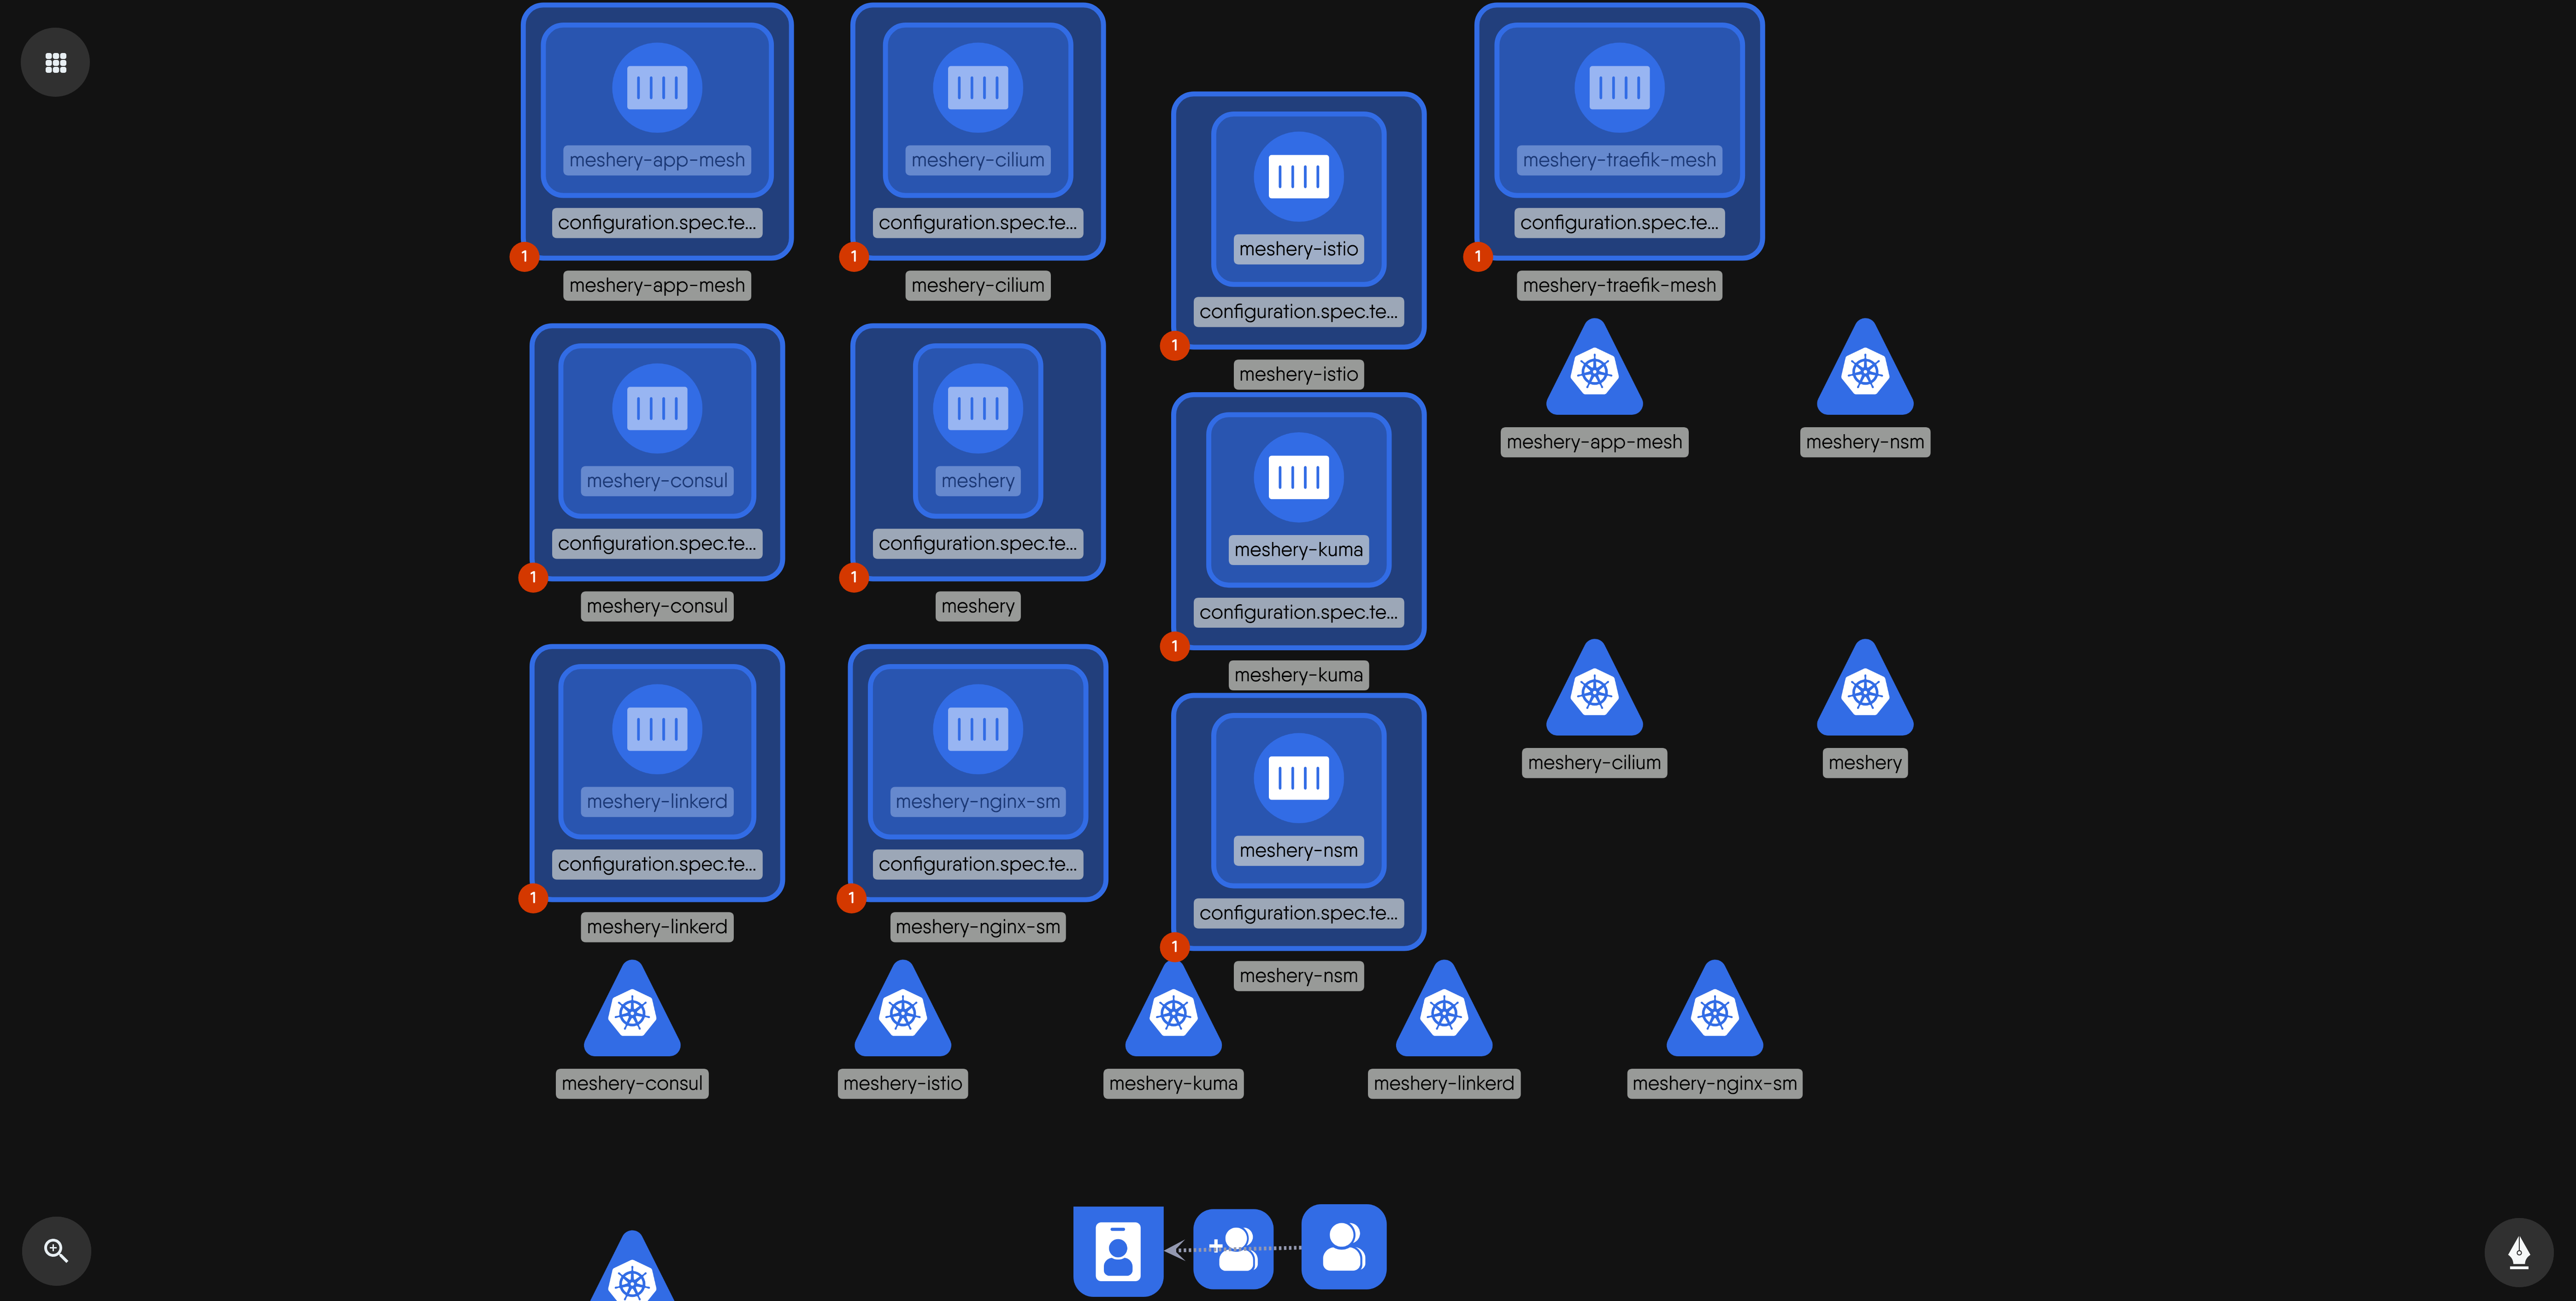 meshery-app-mesh
configuration.spec.te...
1
meshery-app-mesh
meshery-cilium
configuration.spec.te...
1
meshery-cilium
meshery-istio
configuration.spec.te...
1
meshery-istio
meshery-traefik-mesh
configuration.spec.te...
1
meshery-traefik-mesh
meshery-consul
configuration.spec.te...
1
meshery-consul
meshery
configuration.spec.te...
1
meshery
meshery-kuma
configuration.spec.te...
1
meshery-kuma
meshery-app-mesh
meshery-nsm
meshery-linkerd
configuration.spec.te...
1
meshery-linkerd
meshery-nginx-sm
configuration.spec.te...
1
meshery-nginx-sm
meshery-nsm
configuration.spec.te...
1
meshery-nsm
meshery-cilium
meshery
meshery-consul
meshery-istio
meshery-kuma
meshery-linkerd
meshery-nginx-sm